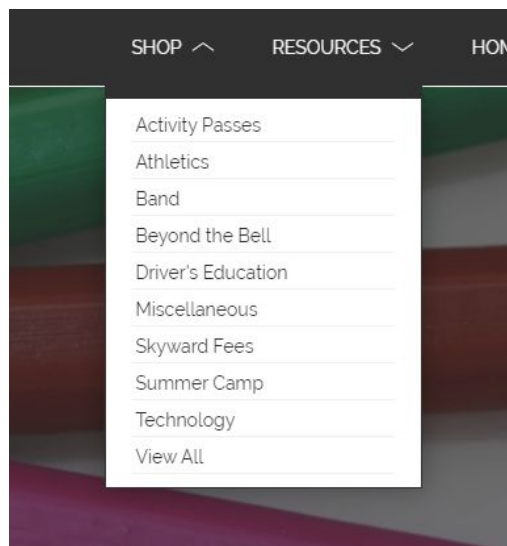 SHOP RESOURCES
Activity Passes
Athletics
Band
Beyond the Bell
Driver's Education
Miscellaneous
Skyward Fees
Summer Camp
Technology
View All